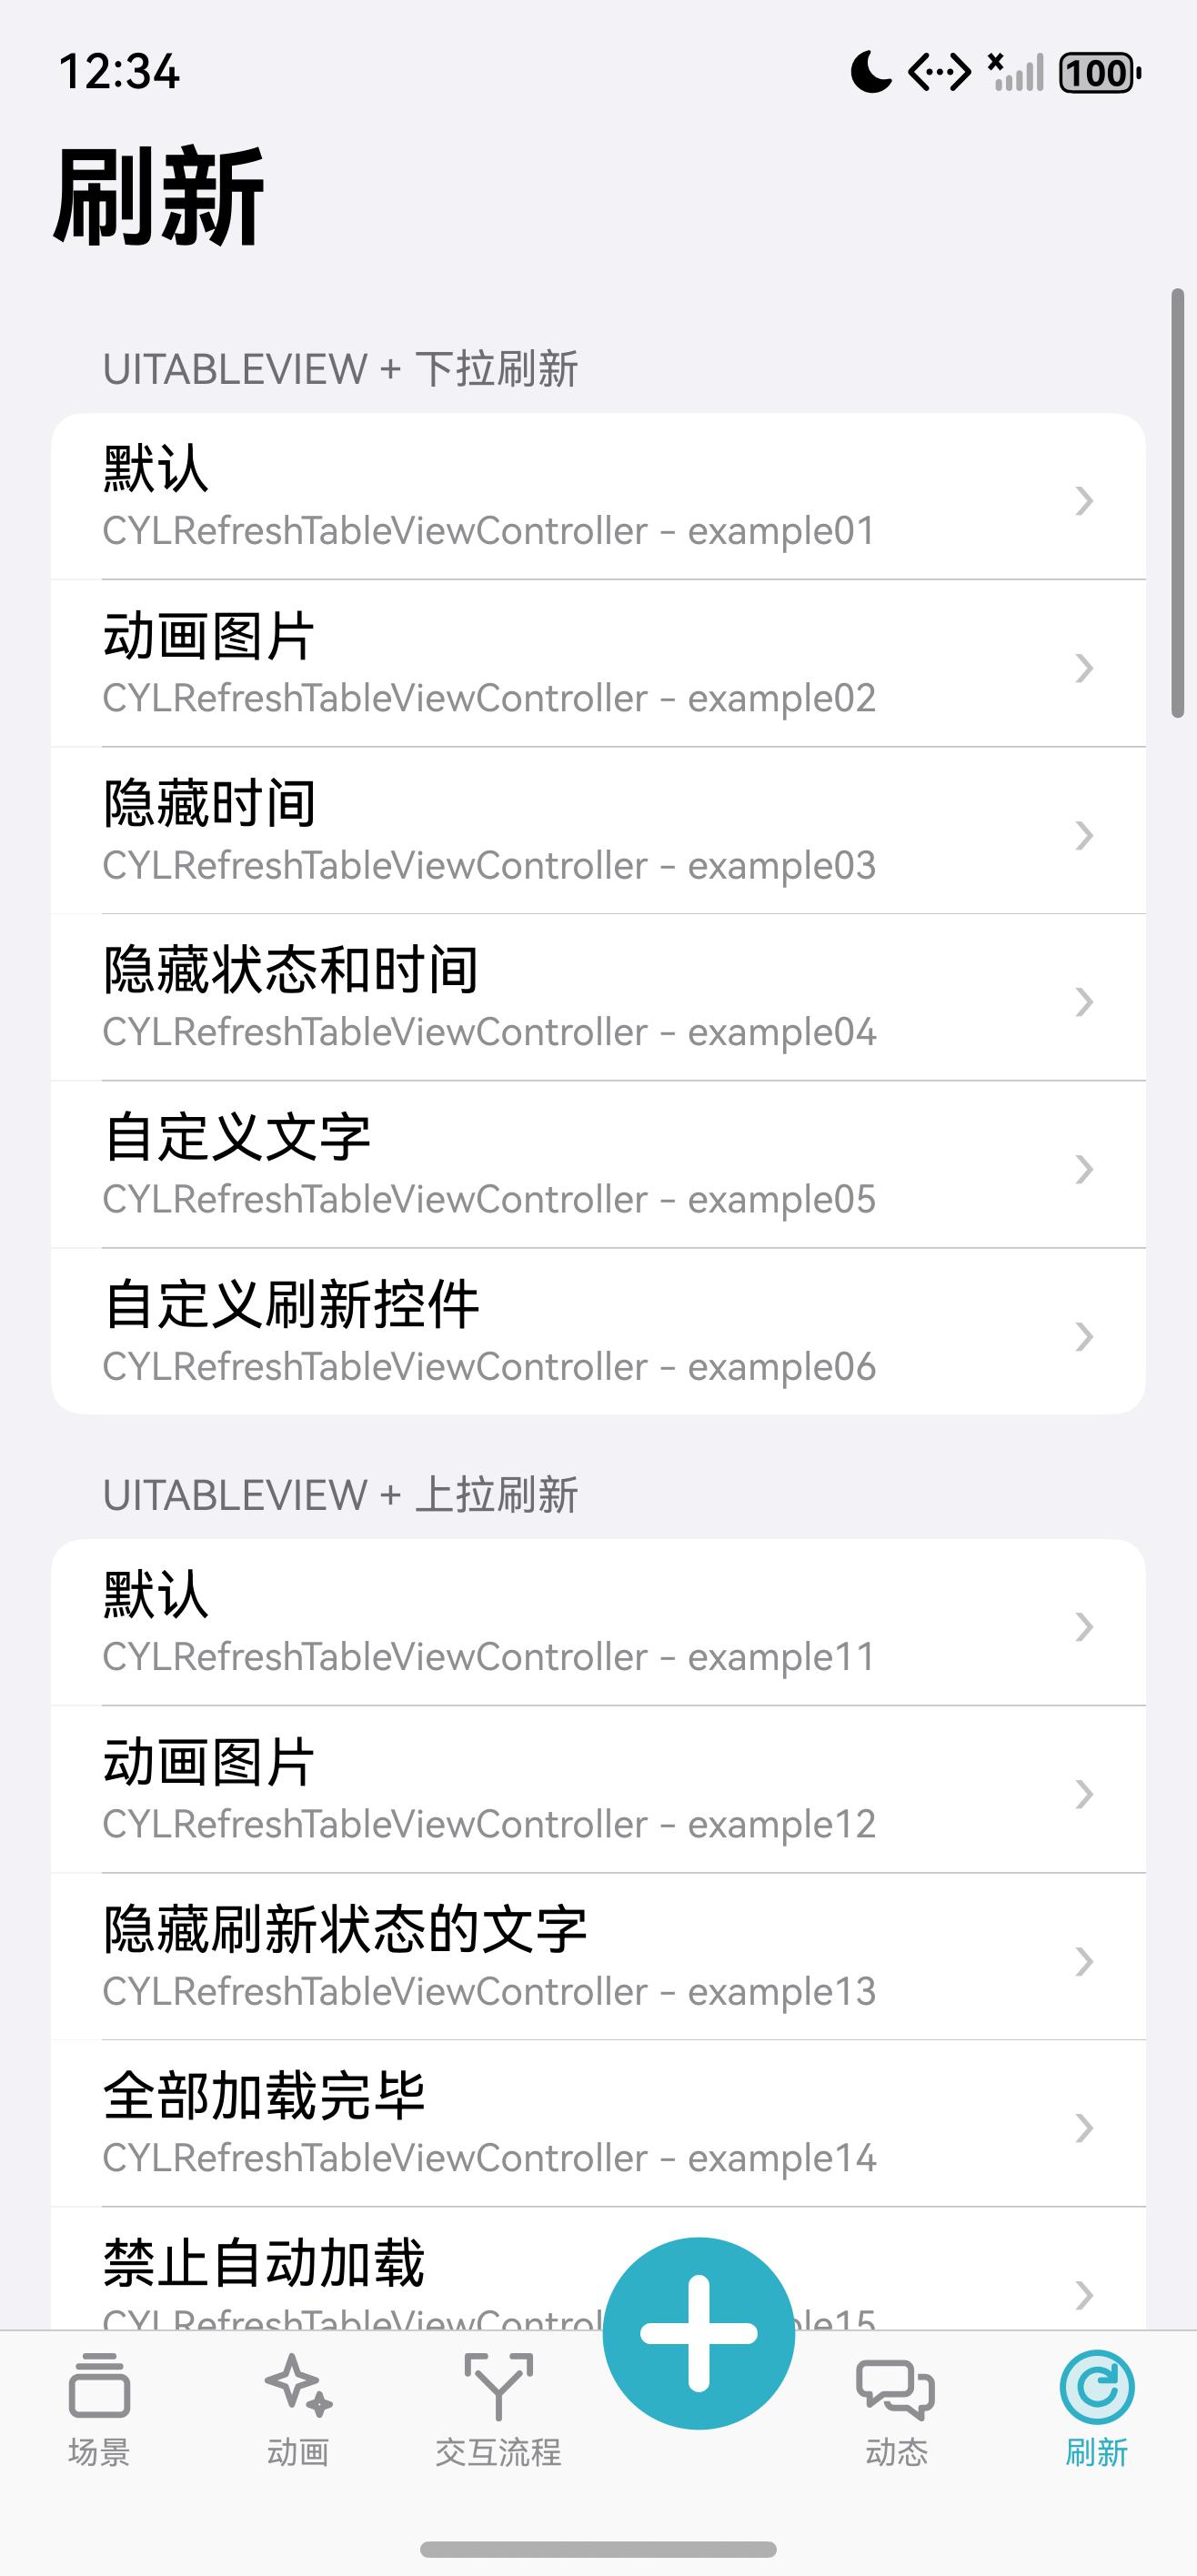 12:34
100
刷新
UITABLEVIEW + 下拉刷新
默认
CYLRefreshTableViewController - example01
动画图片
CYLRefreshTableViewController - example02
隐藏时间
CYLRefreshTableViewController - example03
隐藏状态和时间
CYLRefreshTableViewController - example04
自定义文字
CYLRefreshTableViewController - example05
自定义刷新控件
CYLRefreshTableViewController - example06
UITABLEVIEW + 上拉刷新
默认
CYLRefreshTableViewController - example11
动画图片
CYLRefreshTableViewController - example12
隐藏刷新状态的文字
CYLRefreshTableViewController - example13
全部加载完毕
CYLRefreshTableViewController - example14
禁止自动加载
场景
动画
交互流程
动态
刷新